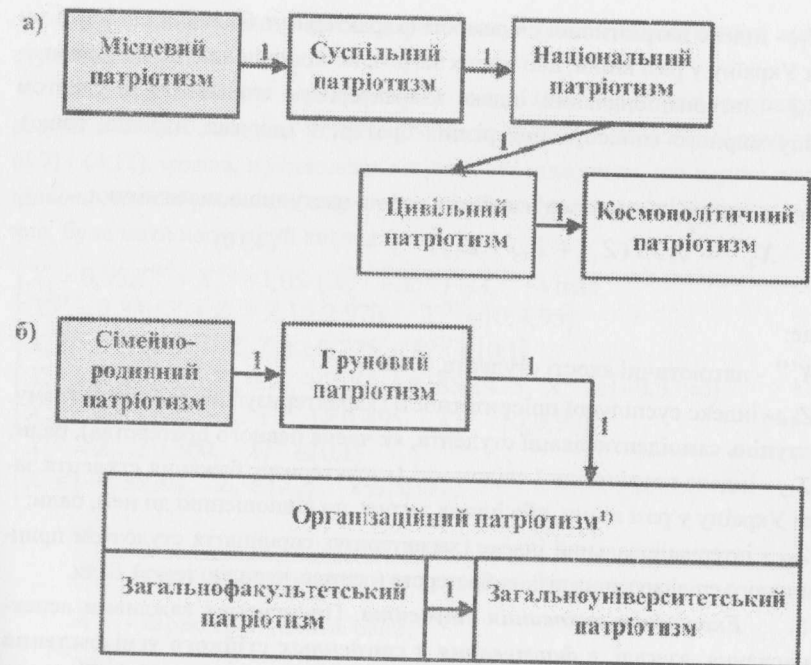 а)
Місцевий
патріотизм
1
Суспільний
патріотизм
1
Національний
патріотизм
Цивільний
патріотизм
1
Космополітичний
патріотизм
б)
Сімейно-
родинний
патріотизм
1
Груповий
патріотизм
1
1
Організаційний патріотизм¹⁾
Загальнофакультетський
патріотизм
1
Загальноуніверситетський
патріотизм